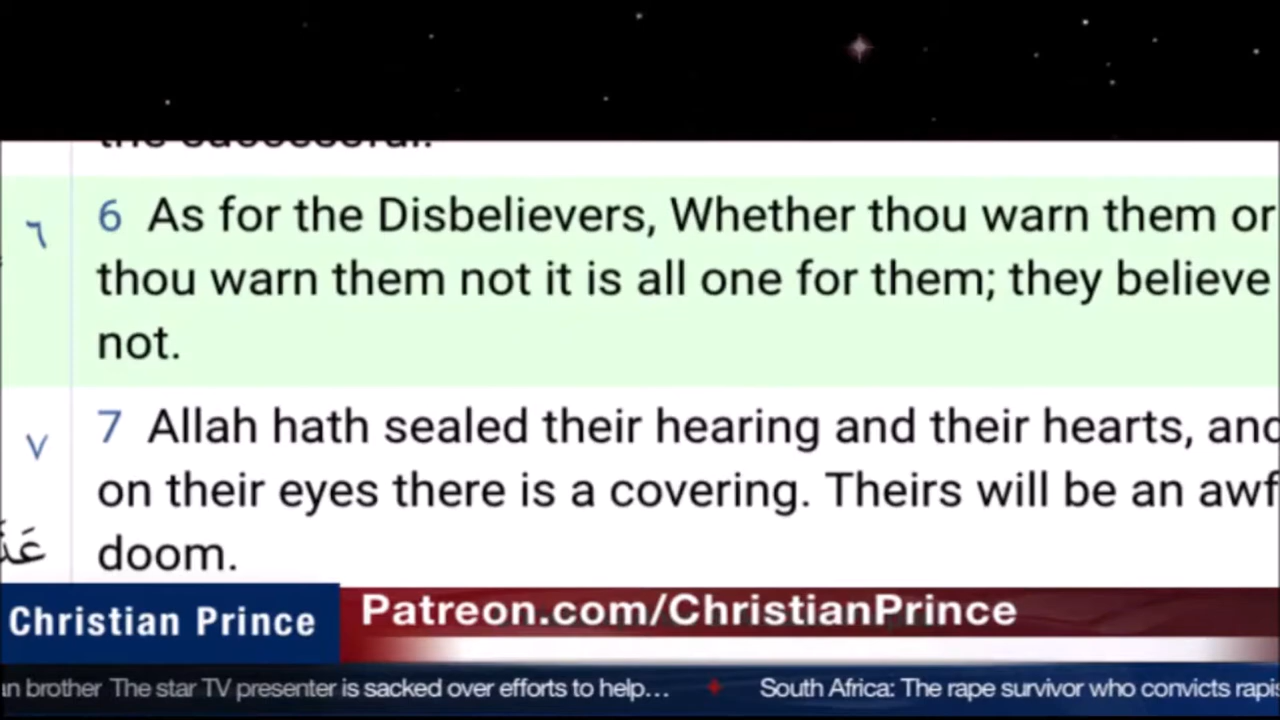 the successful.
٦
6 As for the Disbelievers, Whether thou warn them or
thou warn them not it is all one for them; they believe
not.
٧
7 Allah hath sealed their hearing and their hearts, and
on their eyes there is a covering. Theirs will be an
doom.
Christian Prince
Patreon.com/ChristianPrince
brother The star TV presenter is sacked over efforts to help... South Africa: The rape survivor who convicts